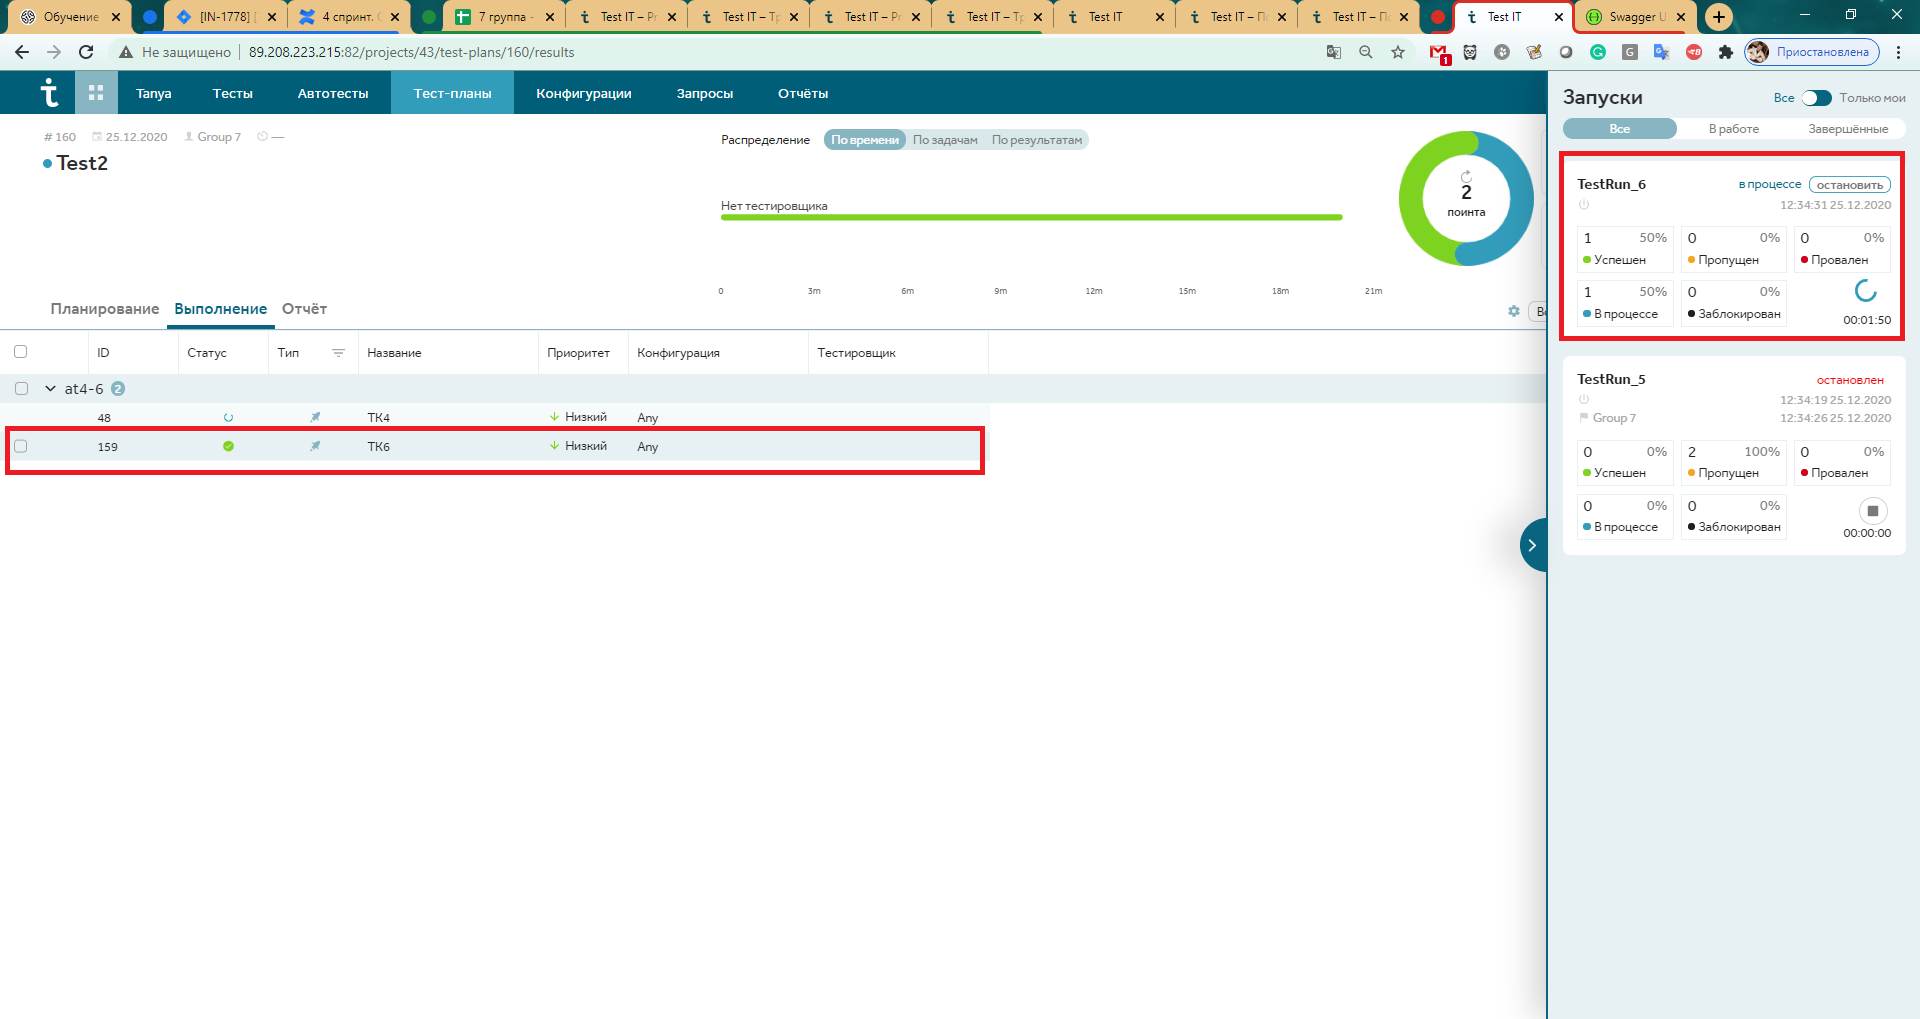 Обучение
[IN-1778] [
4 спринт. С
7 группа -
Test IT – Pr
Test IT – Тр
Test IT – Pr
Test IT – Тр
Test IT
Test IT – По
Test IT – По
Test IT
Swagger U
Не защищено
89.208.223.215:82/projects/43/test-plans/160/results
1
Приостановлена
Tanya
Тесты
Автотесты
Тест-планы
Конфигурации
Запросы
Отчёты
# 160 25.12.2020 Group 7 —
Test2
Распределение По времени По задачам По результатам
Нет тестировщика
2
поинта
0 3m 6m 9m 12m 15m 18m 21m
Планирование Выполнение Отчёт
Вс
ID Статус Тип Название Приоритет Конфигурация Тестировщик
at4-6 2
48 ТК4 Низкий Any
159 ТК6 Низкий Any
Запуски
Все Только мои
Все В работе Завершённые
TestRun_6 в процессе остановить
12:34:31 25.12.2020
1 50% 0 0% 0 0%
Успешен Пропущен Провален
1 50% 0 0%
В процессе Заблокирован
00:01:50
TestRun_5 остановлен
12:34:19 25.12.2020
Group 7 12:34:26 25.12.2020
0 0% 2 100% 0 0%
Успешен Пропущен Провален
0 0% 0 0%
В процессе Заблокирован
00:00:00